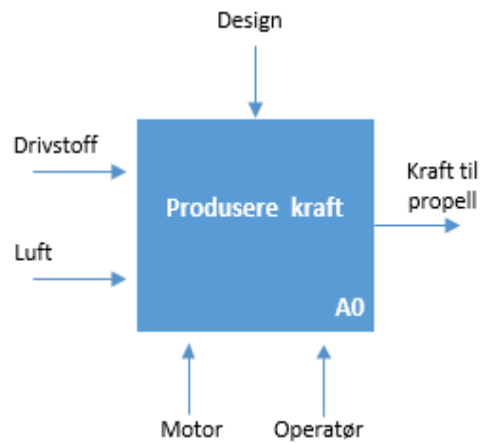 Design
Drivstoff
Kraft til
propell
Produsere kraft
Luft
A0
Motor
Operatør